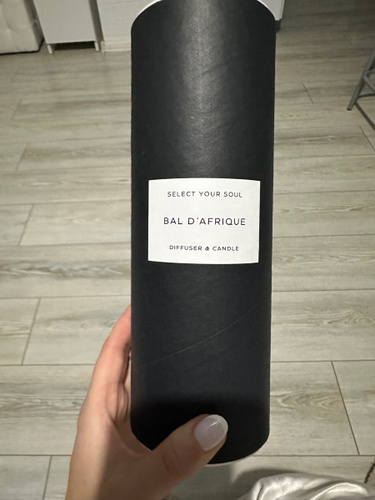 SELECT YOUR SOUL
BAL D'AFRIQUE
DIFFUSER & CANDLE